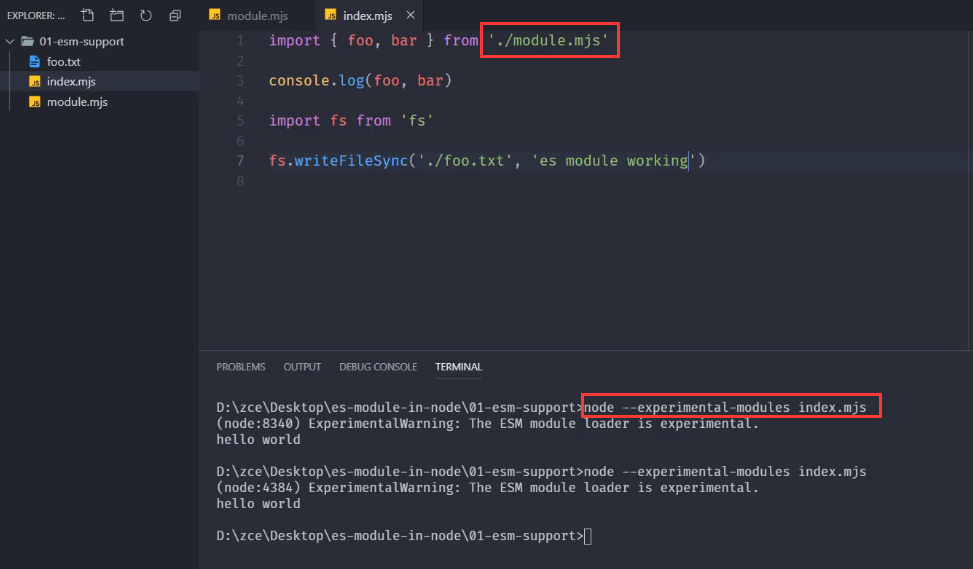 EXPLORER: ...
01-esm-support
foo.txt
index.mjs
module.mjs
module.mjs
index.mjs
1 import { foo, bar } from './module.mjs'
2
3 console.log(foo, bar)
4
5 import fs from 'fs'
6
7 fs.writeFileSync('./foo.txt', 'es module working')
8
PROBLEMS OUTPUT DEBUG CONSOLE TERMINAL
D:\zce\Desktop\es-module-in-node\01-esm-support>node --experimental-modules index.mjs
(node:8340) ExperimentalWarning: The ESM module loader is experimental.
hello world
D:\zce\Desktop\es-module-in-node\01-esm-support>node --experimental-modules index.mjs
(node:4384) ExperimentalWarning: The ESM module loader is experimental.
hello world
D:\zce\Desktop\es-module-in-node\01-esm-support>